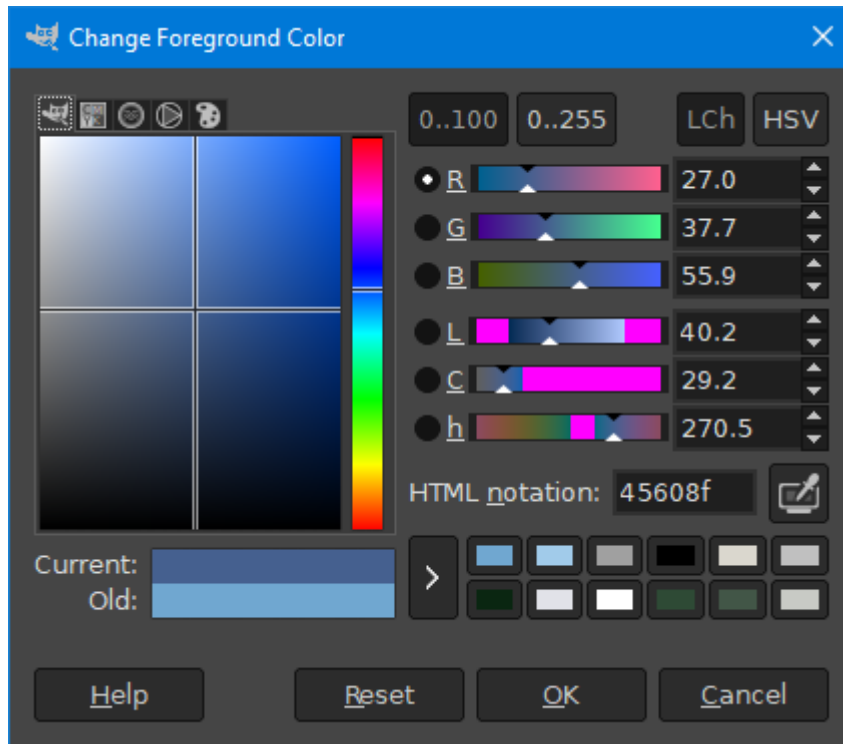 Change Foreground Color
0..100 0..255 LCh HSV
R 27.0
G 37.7
B 55.9
L 40.2
C 29.2
h 270.5
HTML notation: 45608f
Current:
Old:
>
Help Reset OK Cancel